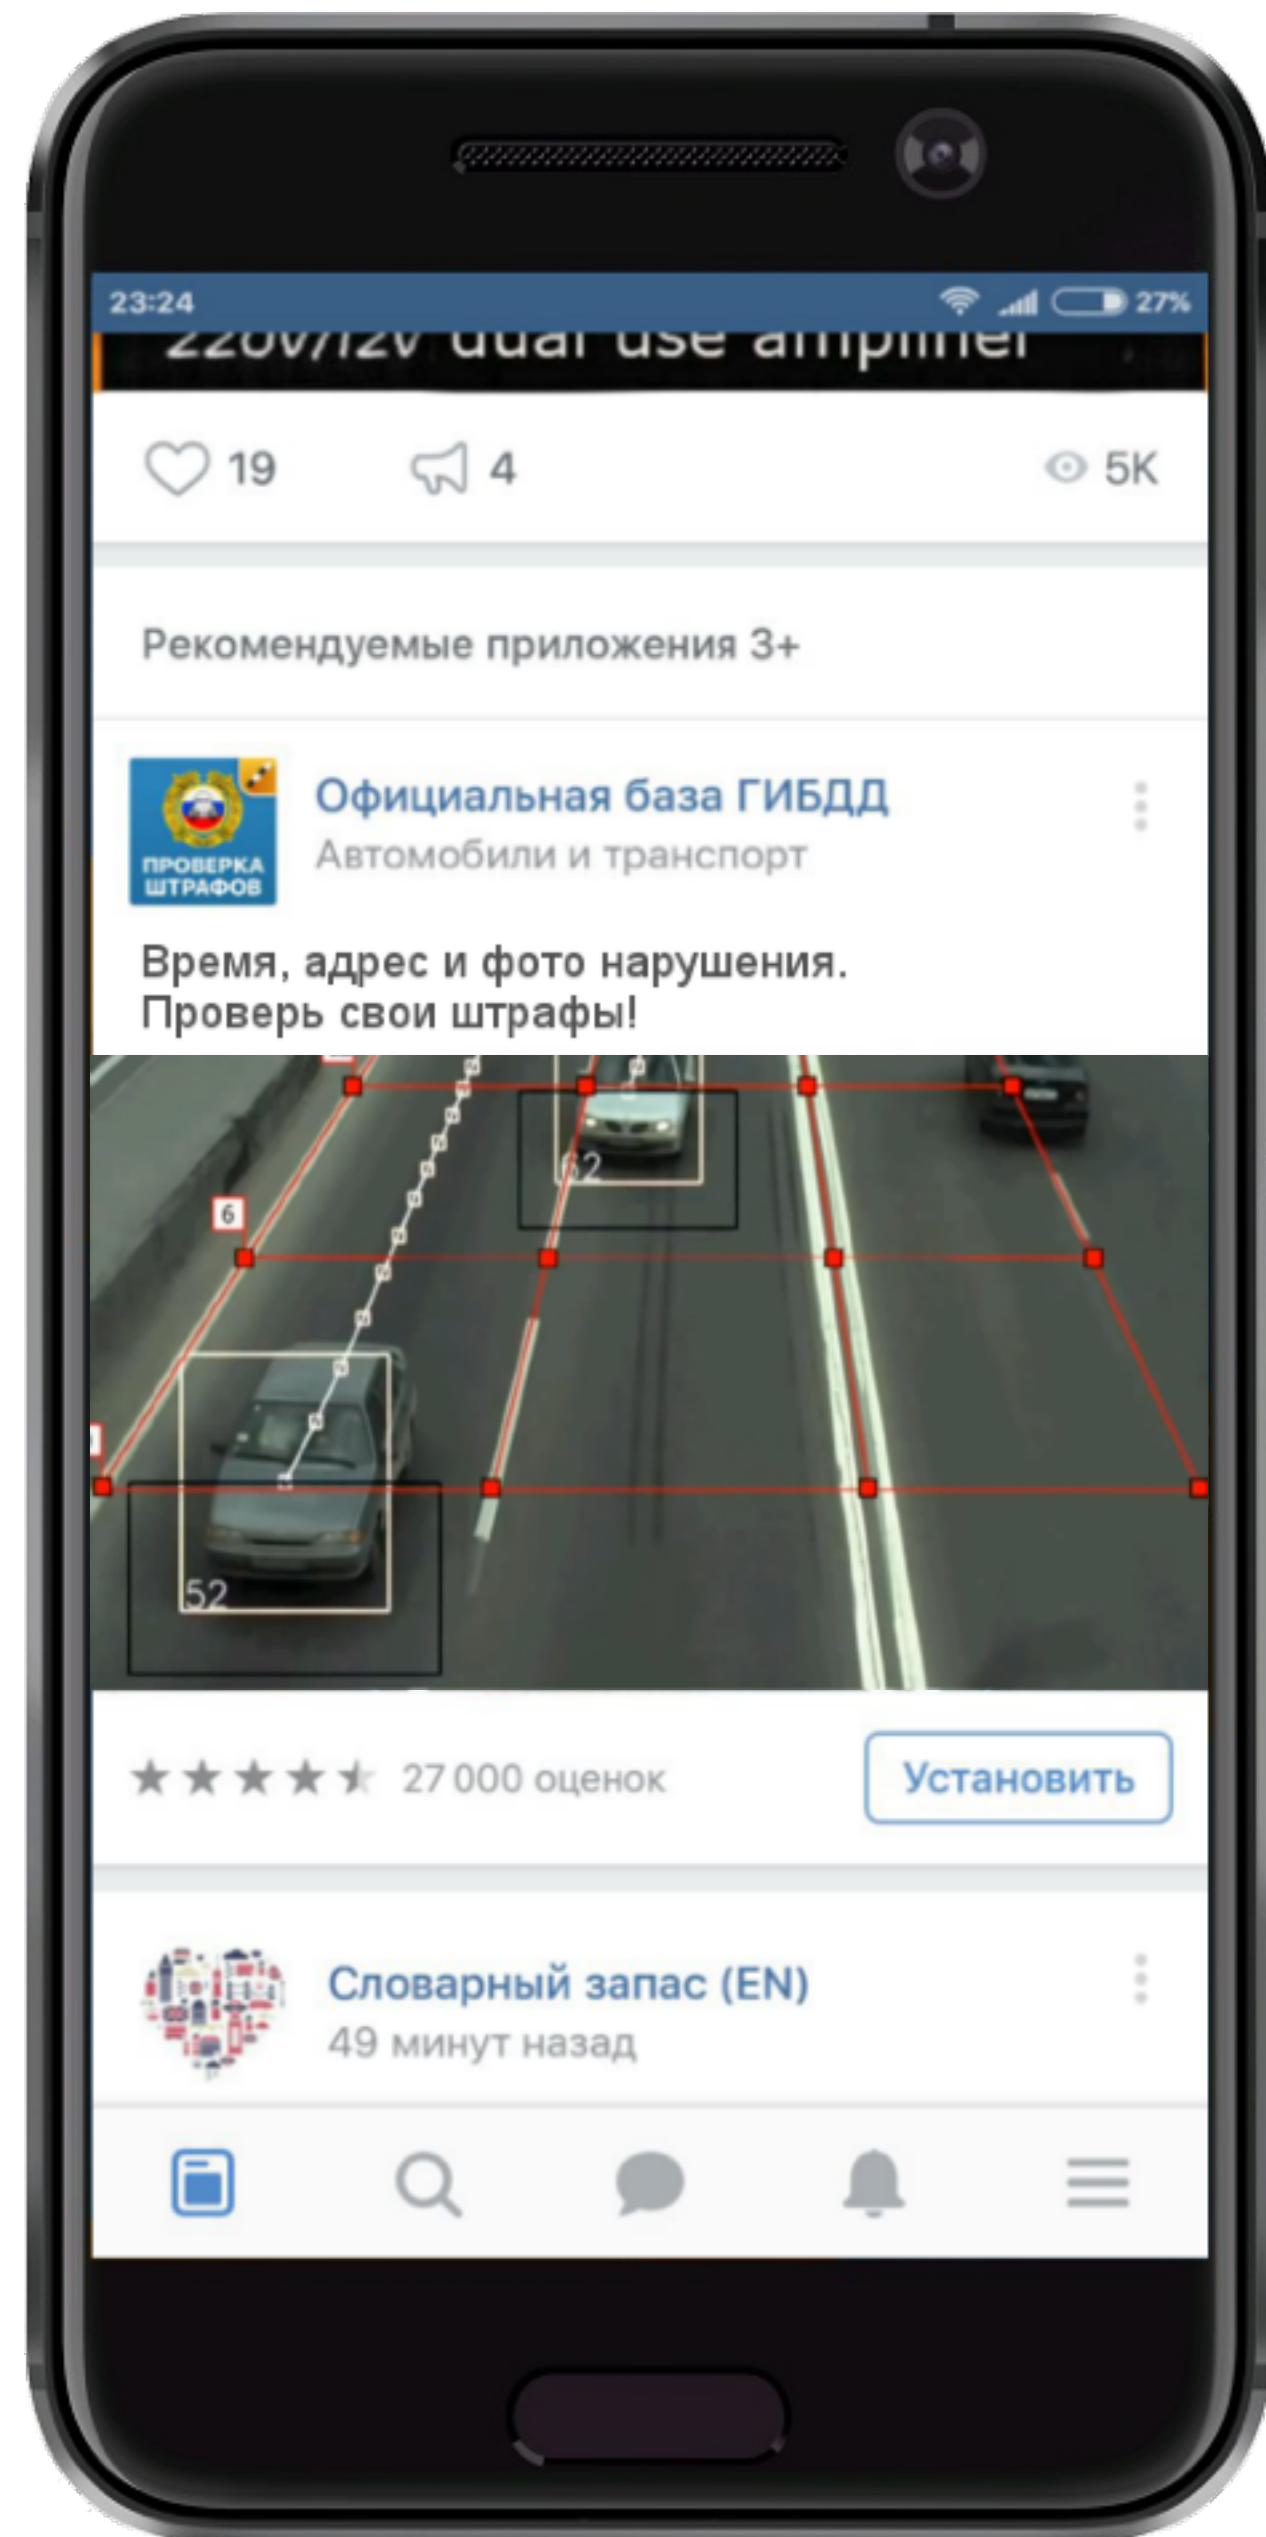 23:24
27%
220v/12v dual use amplifier
19
4
5K
Рекомендуемые приложения 3+
ПРОВЕРКА
ШТРАФОВ
Официальная база ГИБДД
Автомобили и транспорт
Время, адрес и фото нарушения.
Проверь свои штрафы!
62
6
52
27 000 оценок
Установить
Словарный запас (EN)
49 минут назад